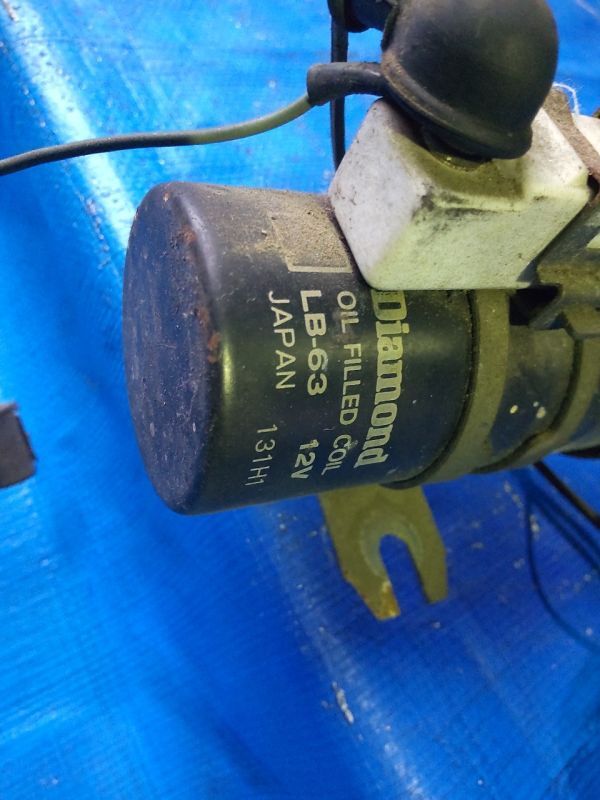 Diamond
OIL FILLED COIL
LB-63 12V
JAPAN 131H1